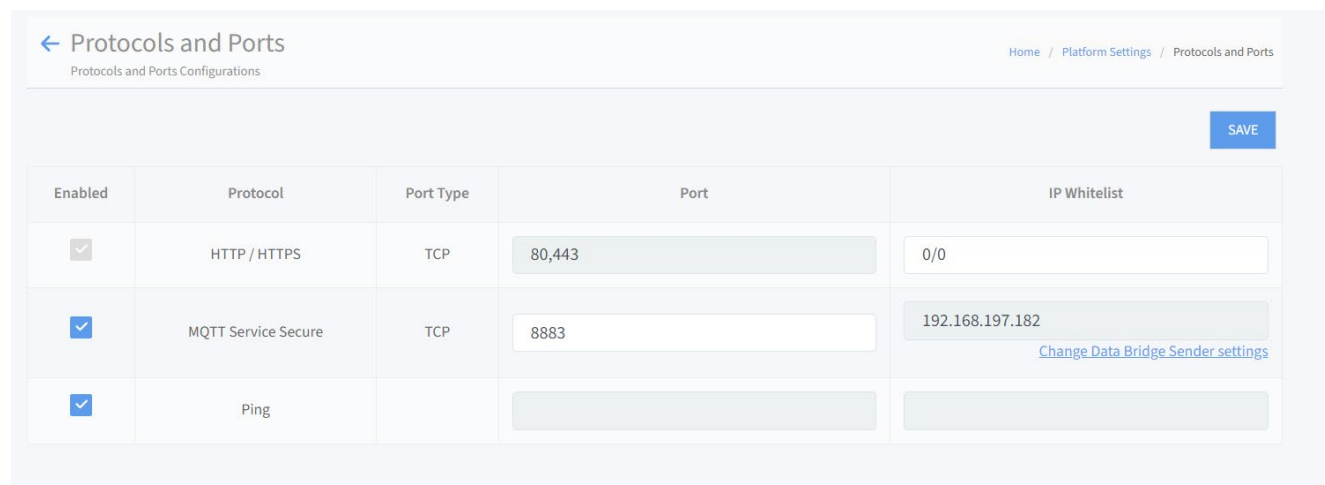 Protocols and Ports
Protocols and Ports Configurations
Home / Platform Settings / Protocols and Ports
SAVE
Enabled Protocol Port Type Port IP Whitelist
HTTP / HTTPS TCP 80,443 0/0
MQTT Service Secure TCP 8883 192.168.197.182
Change Data Bridge Sender settings
Ping